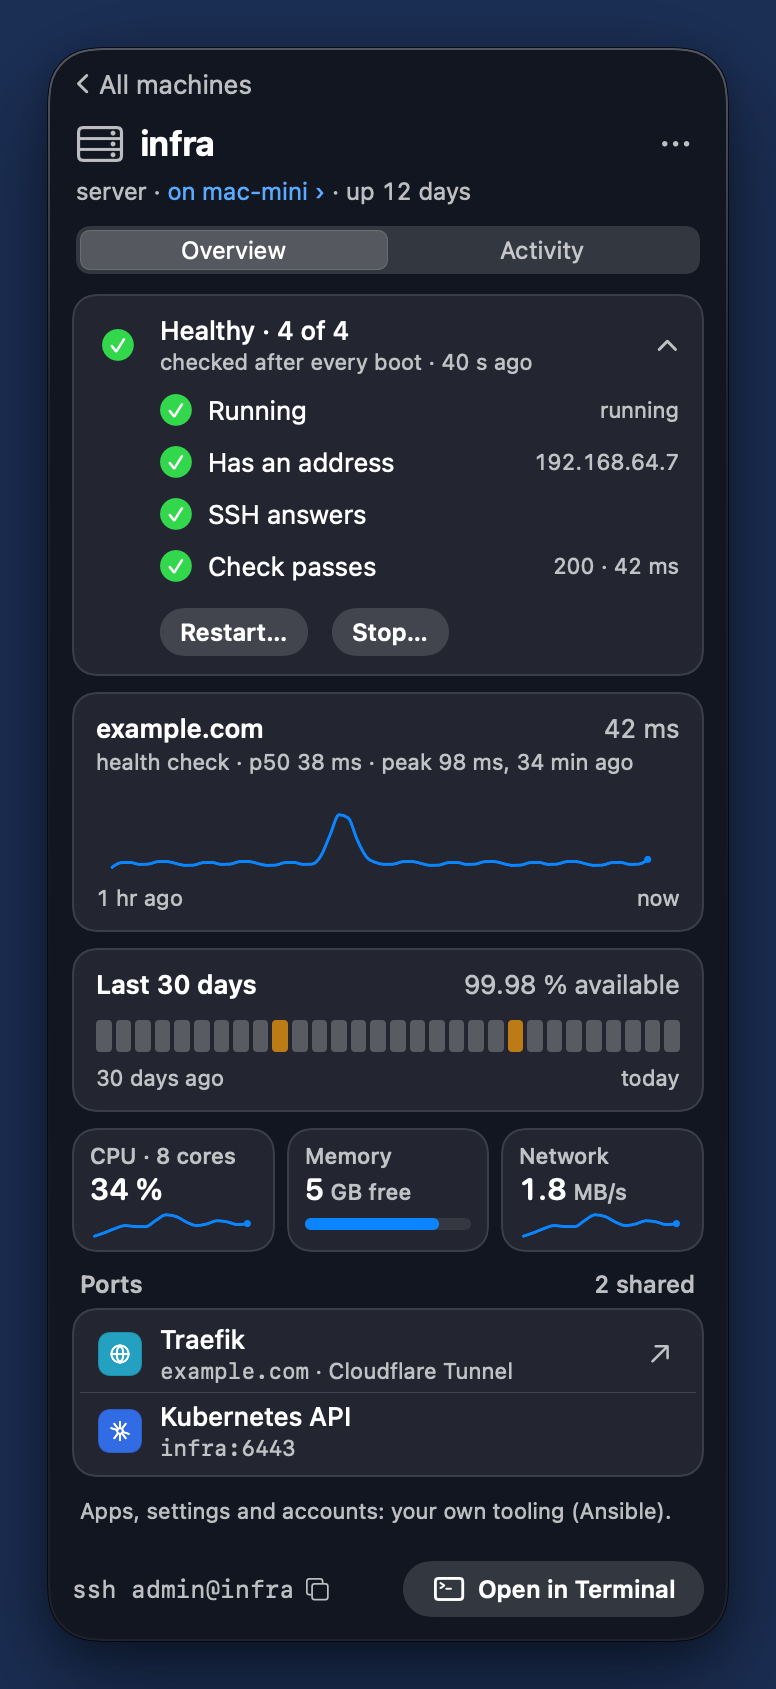 All machines
infra
server · on mac-mini › · up 12 days
Overview
Activity
Healthy · 4 of 4
checked after every boot · 40 s ago
Running
running
Has an address
192.168.64.7
SSH answers
Check passes
200 · 42 ms
Restart...
Stop...
example.com
42 ms
health check · p50 38 ms · peak 98 ms, 34 min ago
1 hr ago
now
Last 30 days
99.98 % available
30 days ago
today
CPU · 8 cores
34 %
Memory
5 GB free
Network
1.8 MB/s
Ports
2 shared
Traefik
example.com · Cloudflare Tunnel
Kubernetes API
infra:6443
Apps, settings and accounts: your own tooling (Ansible).
ssh admin@infra
Open in Terminal